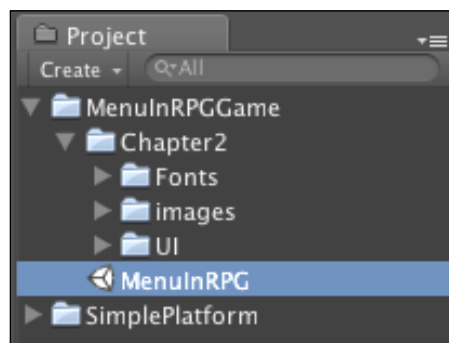 Project
Create All
MenuInRPGGame
Chapter2
Fonts
images
UI
MenuInRPG
SimplePlatform